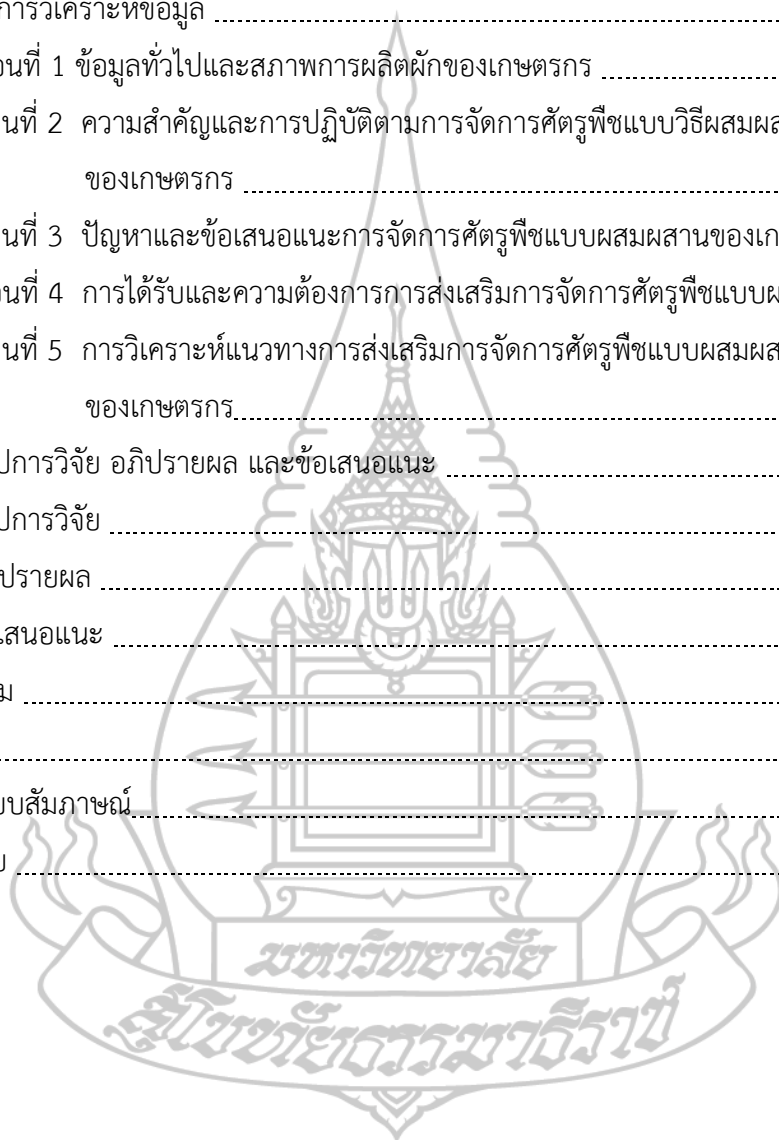 การวิเคราะห์ข้อมูล
อนที่ 1 ข้อมูลทั่วไปและสภาพการผลิตผักของเกษตรกร
นที่ 2 ความสำคัญและการปฏิบัติตามการจัดการศัตรูพืชแบบวิธีผสมผส
ของเกษตรกร
นที่ 3 ปัญหาและข้อเสนอแนะการจัดการศัตรูพืชแบบผสมผสานของเก
อนที่ 4 การได้รับและความต้องการการส่งเสริมการจัดการศัตรูพืชแบบผ
นที่ 5 การวิเคราะห์แนวทางการส่งเสริมการจัดการศัตรูพืชแบบผสมผส
ของเกษตรกร
ปการวิจัย อภิปรายผล และข้อเสนอแนะ
ปการวิจัย
ปรายผล
เสนอแนะ
ม
บบสัมภาษณ์
ย
มหาวิทยาลัย
สุโขทัยธรรมาธิราช